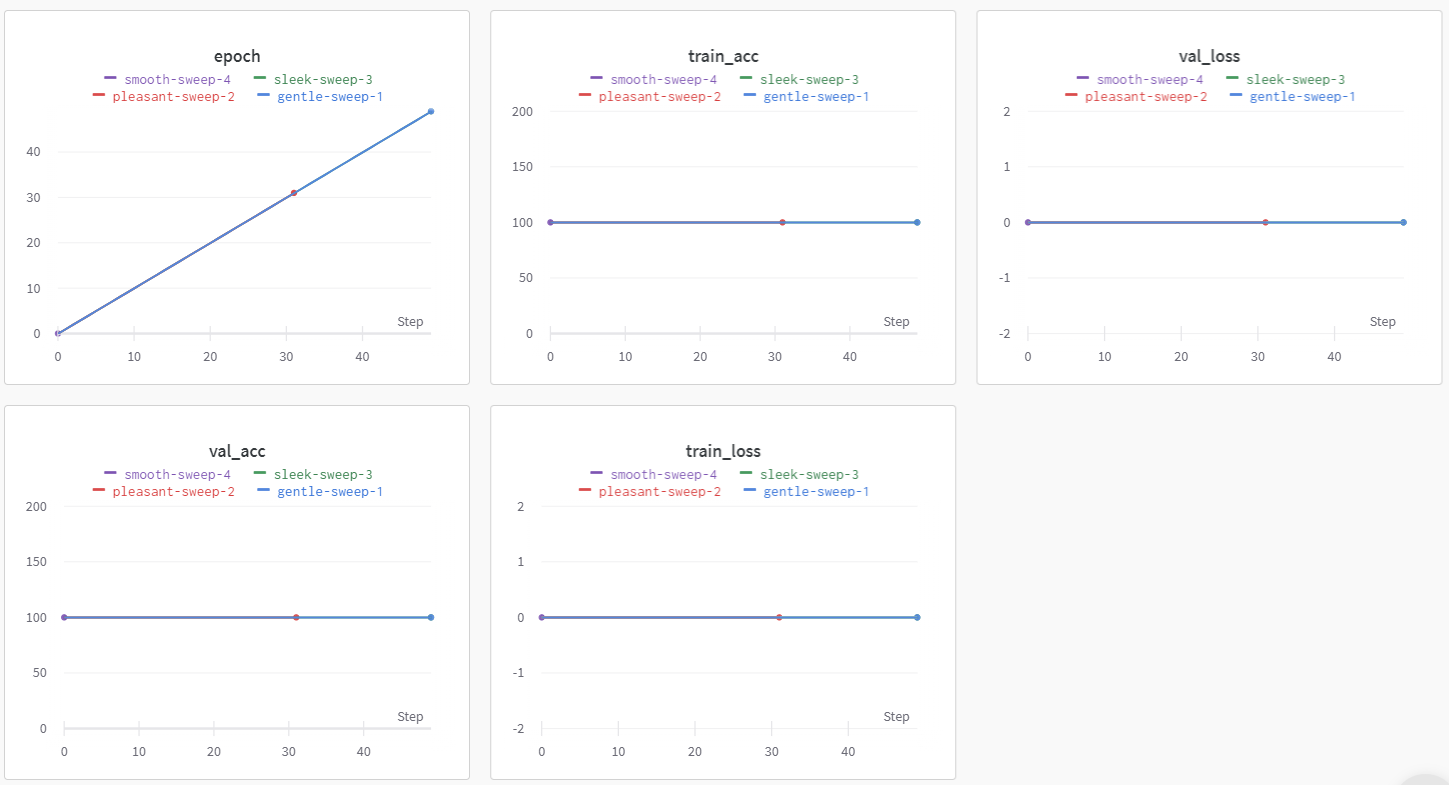 epoch
smooth-sweep-4 sleek-sweep-3
pleasant-sweep-2 gentle-sweep-1
40
30
20
10
0
Step
0 10 20 30 40
train_acc
smooth-sweep-4 sleek-sweep-3
pleasant-sweep-2 gentle-sweep-1
200
150
100
50
0
Step
0 10 20 30 40
val_loss
smooth-sweep-4 sleek-sweep-3
pleasant-sweep-2 gentle-sweep-1
2
1
0
-1
-2
Step
0 10 20 30 40
val_acc
smooth-sweep-4 sleek-sweep-3
pleasant-sweep-2 gentle-sweep-1
200
150
100
50
0
Step
0 10 20 30 40
train_loss
smooth-sweep-4 sleek-sweep-3
pleasant-sweep-2 gentle-sweep-1
2
1
0
-1
-2
Step
0 10 20 30 40